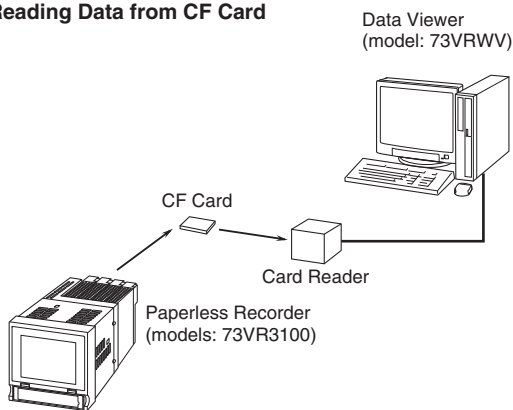 Reading Data from CF Card
Data Viewer
(model: 73VRWV)
CF Card
Card Reader
Paperless Recorder
(models: 73VR3100)